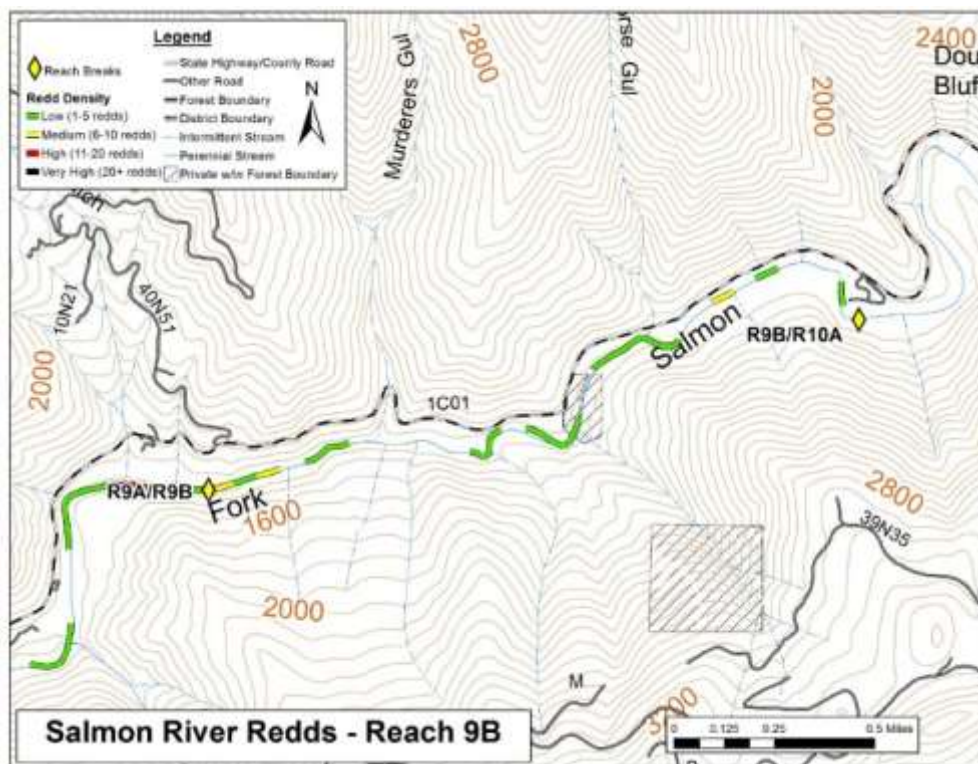 Legend
Reach Breaks
Redd Density
Low (1-5 redds)
Medium (6-10 redds)
High (11-20 redds)
Very High (20+ redds)
State Highway/County Road
Other Road
Forest Boundary
District Boundary
Intermittent Stream
Perennial Stream
Private w/in Forest Boundary
N
Murderers Gul
2800
rse Gul
2000
2400
Dou
Bluf
10N21
40N51
2000
Salmon
R9B/R10A
1C01
R9A/R9B
Fork
1600
2800
39N35
2000
M
Salmon River Redds - Reach 9B
0 0.125 0.25 0.5 Miles